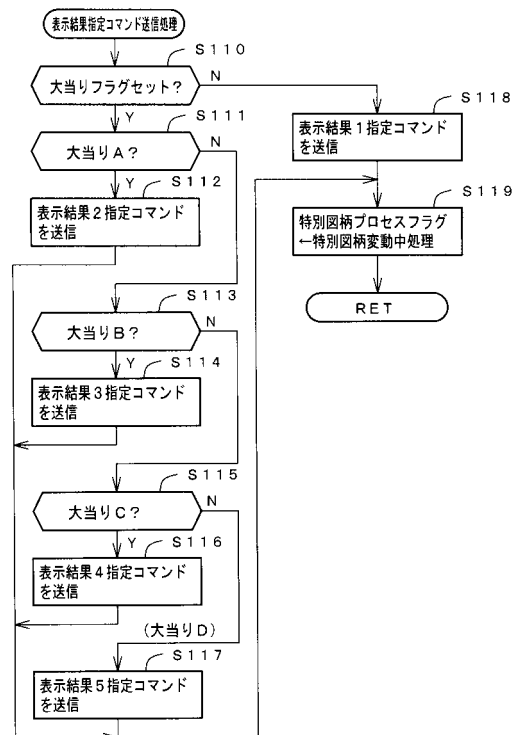 表示結果指定コマンド送信処理
S110
大当りフラグセット?
N
Y
S111
大当りA?
N
Y
S112
表示結果2指定コマンド
を送信
S113
大当りB?
N
Y
S114
表示結果3指定コマンド
を送信
S115
大当りC?
N
Y
S116
表示結果4指定コマンド
を送信
(大当りD)
S117
表示結果5指定コマンド
を送信
S118
表示結果1指定コマンド
を送信
S119
特別図柄プロセスフラグ
←特別図柄変動中処理
RET